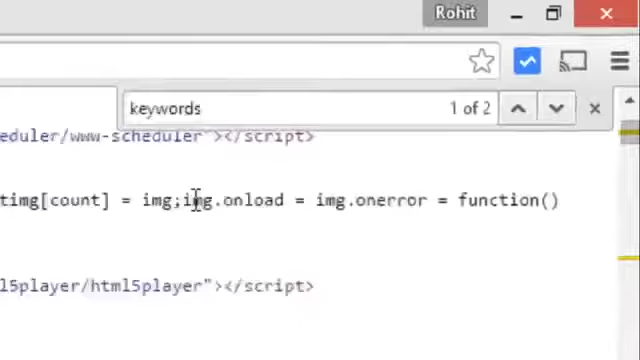 Rohit
keywords 1 of 2
eduler/www-scheduler"></script>
timg[count] = img;img.onload = img.onerror = function()
l5player/html5player"></script>